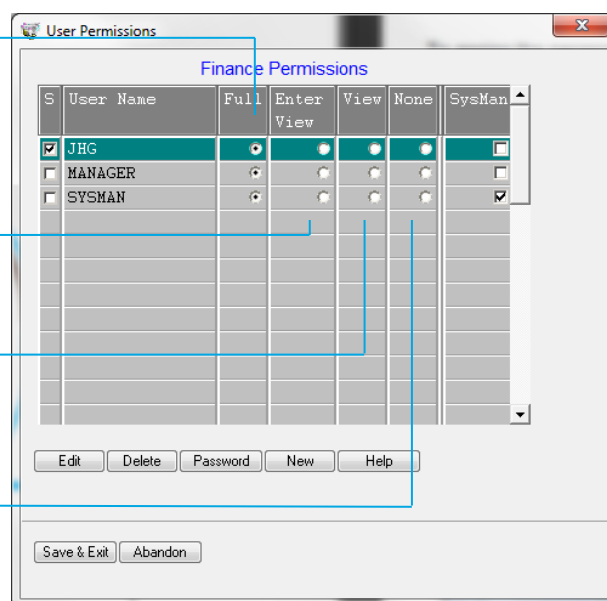 User Permissions
Finance Permissions
S User Name Full Enter View None SysMan
View
JHG
MANAGER
SYSMAN
Edit Delete Password New Help
Save & Exit Abandon